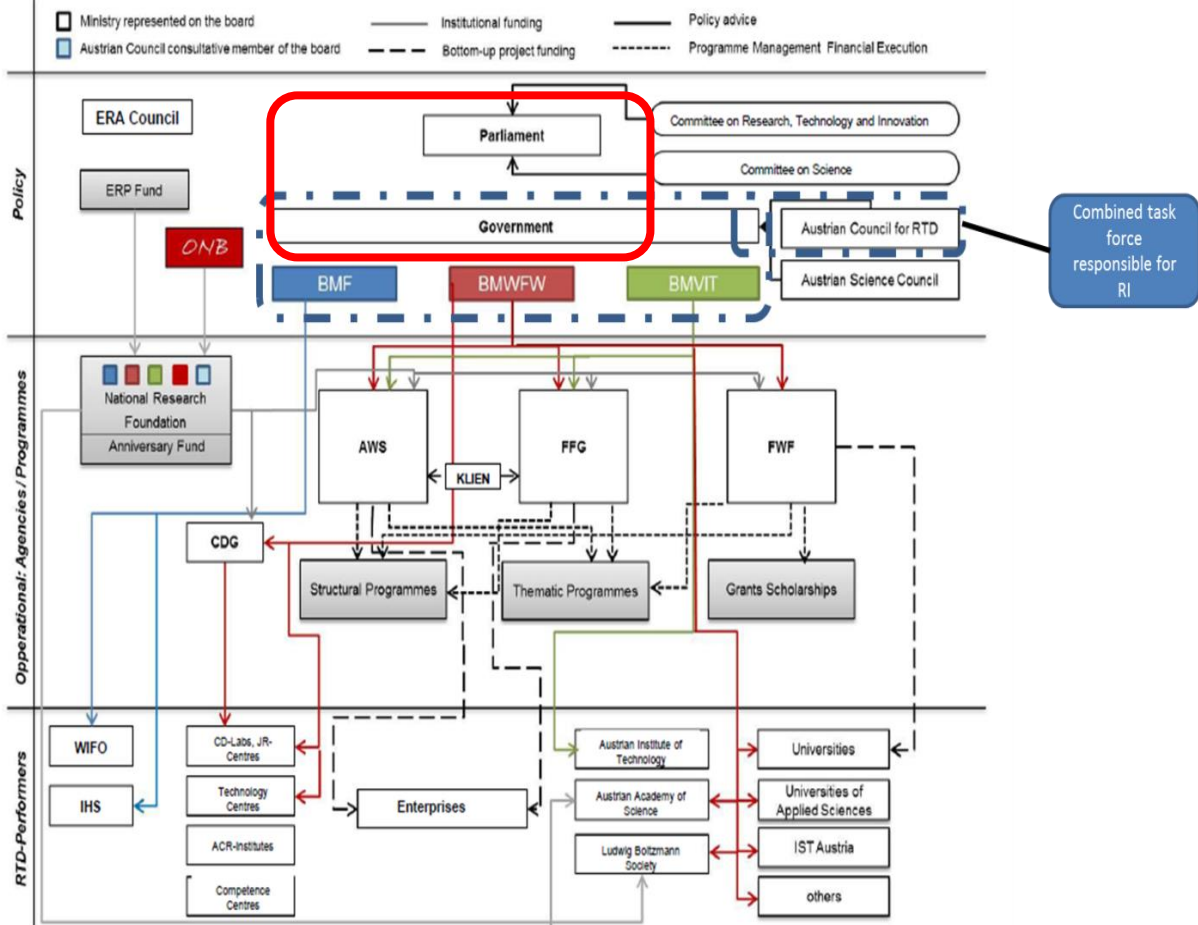 Ministry represented on the board
Institutional funding
Policy advice
Austrian Council consultative member of the board
Bottom-up project funding
Programme Management Financial Execution
Policy
ERA Council
Parliament
Committee on Research, Technology and Innovation
Committee on Science
ERP Fund
ONB
Government
Austrian Council for RTD
Combined task
force
responsible for
RI
BMF
BMWFW
BMVIT
Austrian Science Council
Opperational: Agencies / Programmes
National Research
Foundation
Anniversary Fund
AWS
KLIEN
FFG
FWF
CDG
Structural Programmes
Thematic Programmes
Grants Scholarships
RTD-Performers
WIFO
IHS
CD-Labs, JR-
Centres
Technology
Centres
ACR-Institutes
Competence
Centres
Enterprises
Austrian Institute of
Technology
Austrian Academy of
Science
Ludwig Boltzmann
Society
Universities
Universities of
Applied Sciences
IST Austria
others